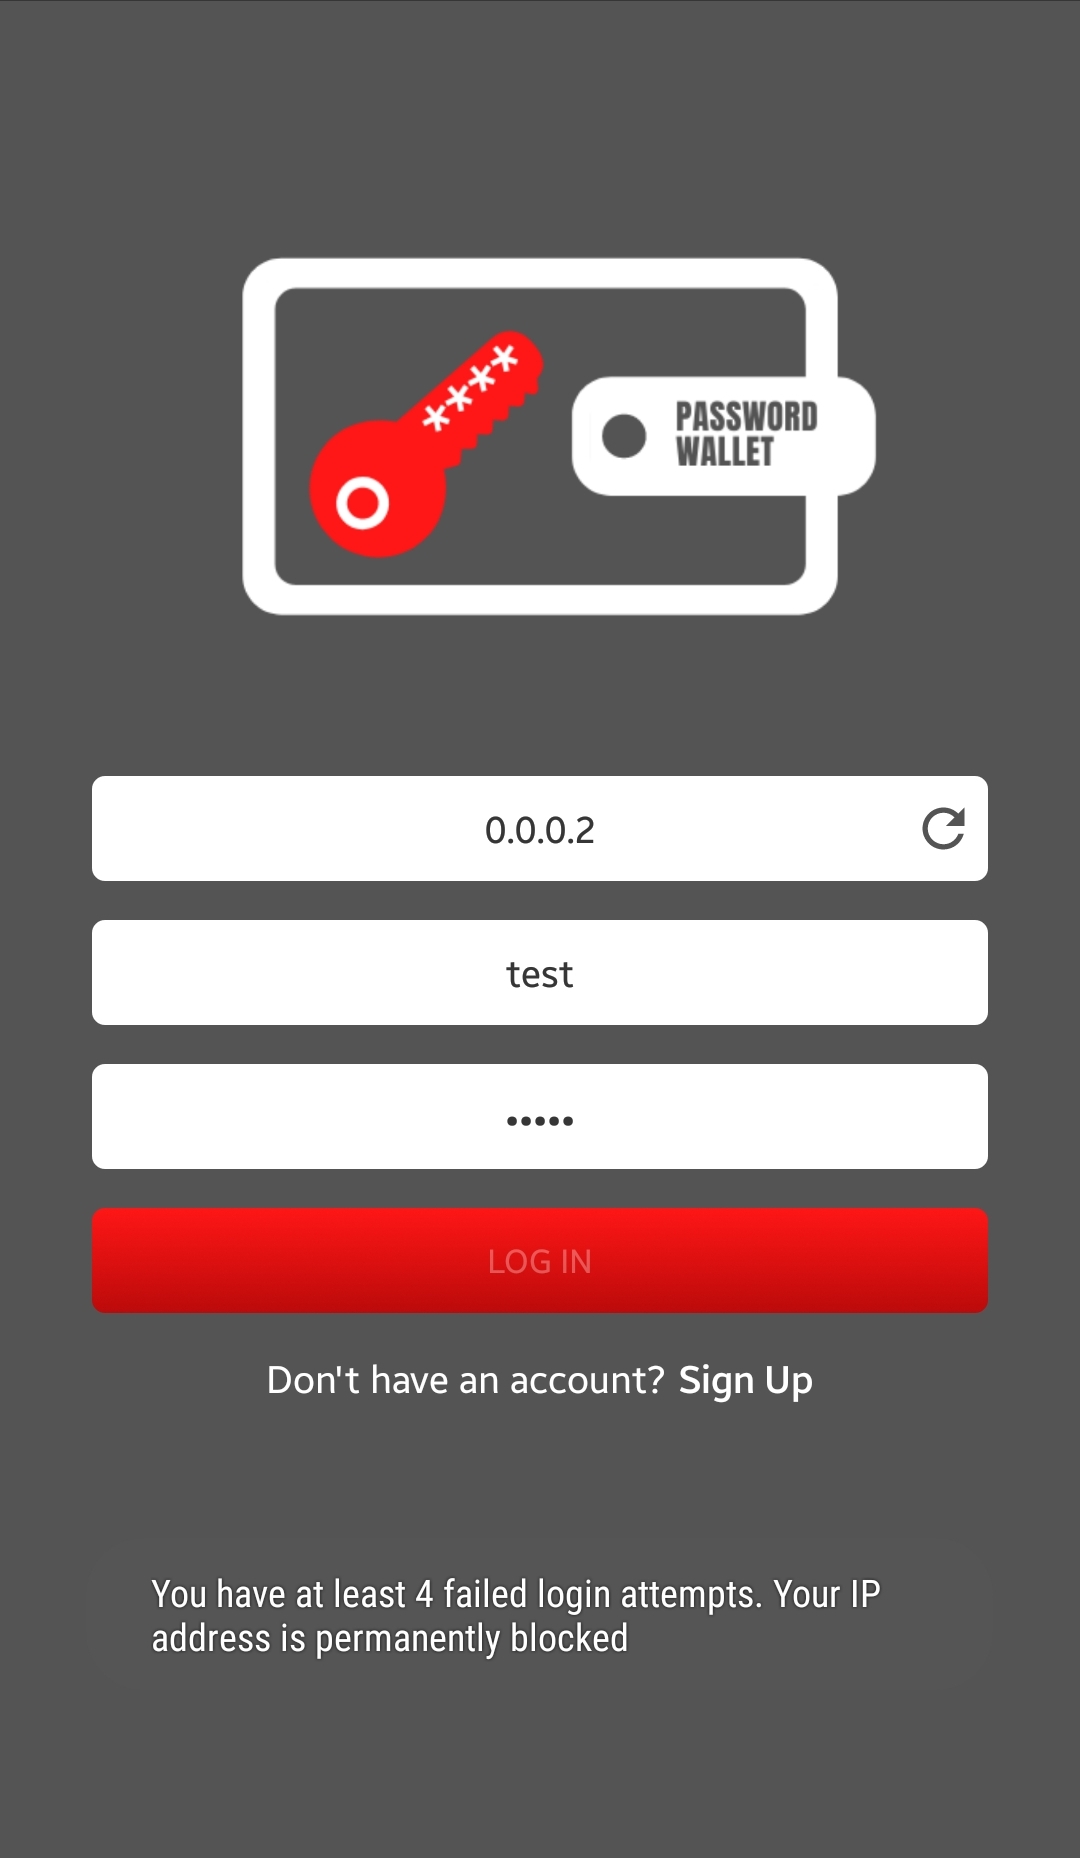 ****
PASSWORD
WALLET
0.0.0.2
test
•••••
LOG IN
Don't have an account? Sign Up
You have at least 4 failed login attempts. Your IP
address is permanently blocked